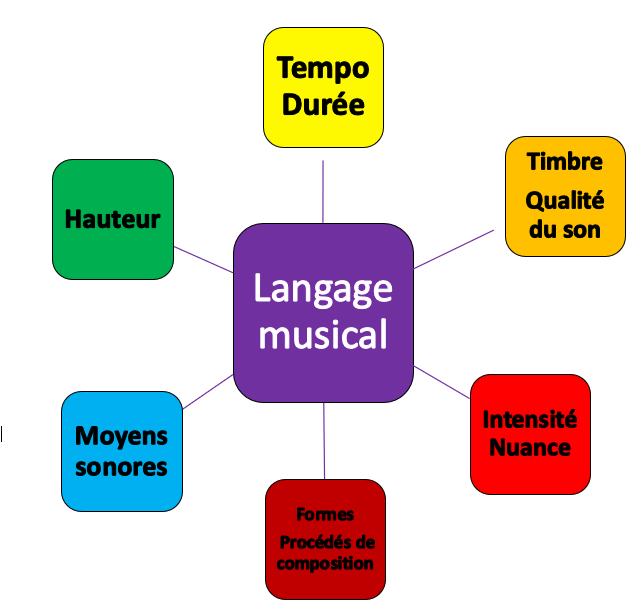 Tempo
Durée
Timbre
Qualité
du son
Hauteur
Langage
musical
Intensité
Nuance
Moyens
sonores
Formes
Procédés de
composition